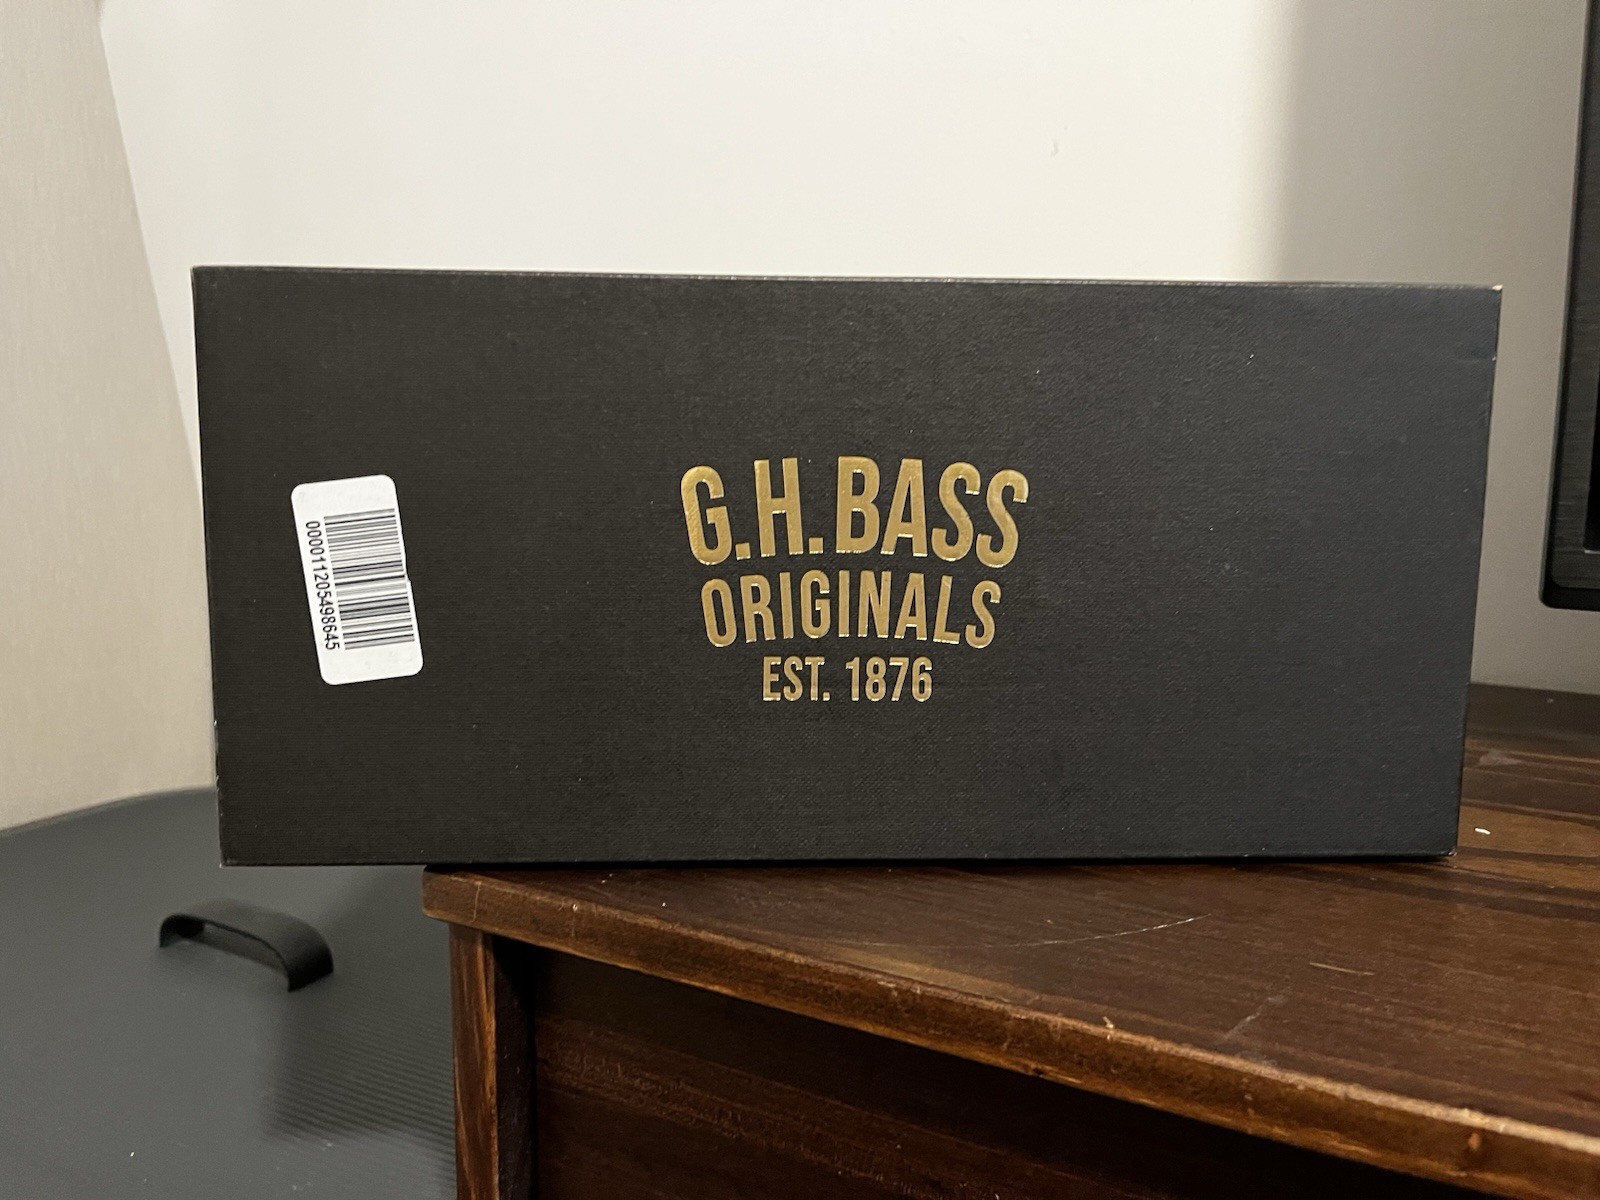 G.H.BASS
ORIGINALS
EST. 1876
000011205498645